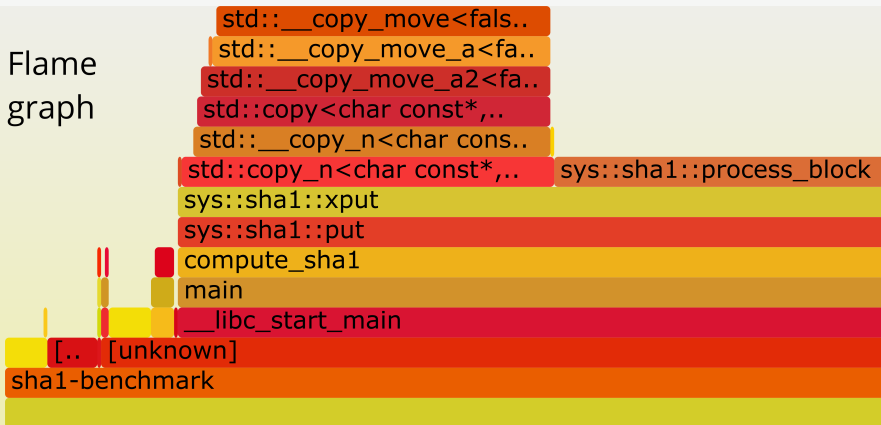 std::__copy_move<fals..
std::__copy_move_a<fa..
Flame
graph
std::__copy_move_a2<fa..
std::copy<char const*,..
std::__copy_n<char cons..
std::copy_n<char const*,..
sys::sha1::process_block
sys::sha1::xput
sys::sha1::put
compute_sha1
main
__libc_start_main
[..
[unknown]
sha1-benchmark